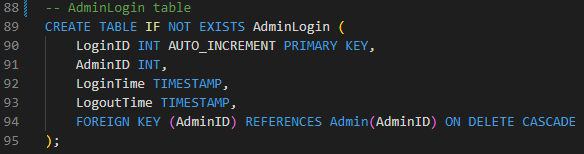 88 -- AdminLogin table
89 CREATE TABLE IF NOT EXISTS AdminLogin (
90     LoginID INT AUTO_INCREMENT PRIMARY KEY,
91     AdminID INT,
92     LoginTime TIMESTAMP,
93     LogoutTime TIMESTAMP,
94     FOREIGN KEY (AdminID) REFERENCES Admin(AdminID) ON DELETE CASCADE
95 );